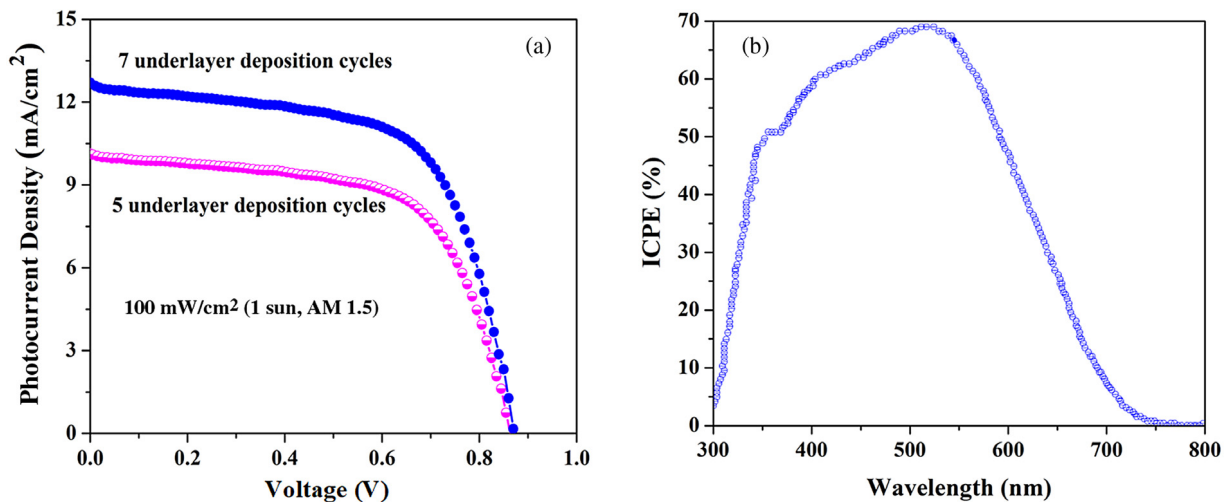 (a)
7 underlayer deposition cycles
5 underlayer deposition cycles
100 mW/cm² (1 sun, AM 1.5)
Photocurrent Density (mA/cm²)
15
12
9
6
3
0
0.0 0.2 0.4 0.6 0.8 1.0
Voltage (V)
(b)
ICPE (%)
70
60
50
40
30
20
10
0
300 400 500 600 700 800
Wavelength (nm)